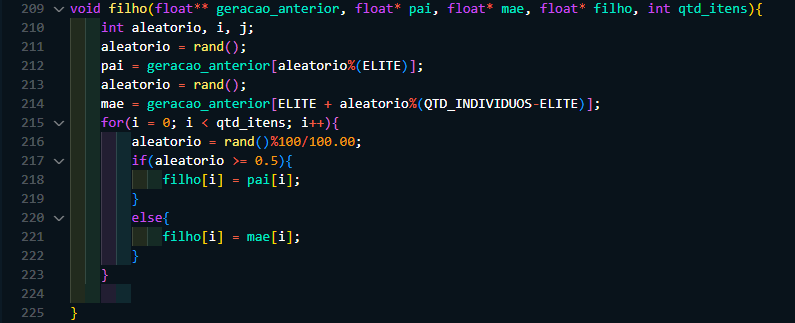 209 void filho(float** geracao_anterior, float* pai, float* mae, float* filho, int qtd_itens){
210 int aleatorio, i, j;
211 aleatorio = rand();
212 pai = geracao_anterior[aleatorio%(ELITE)];
213 aleatorio = rand();
214 mae = geracao_anterior[ELITE + aleatorio%(QTD_INDIVIDUOS-ELITE)];
215 for(i = 0; i < qtd_itens; i++){
216 aleatorio = rand()%100/100.00;
217 if(aleatorio >= 0.5){
218 filho[i] = pai[i];
219 }
220 else{
221 filho[i] = mae[i];
222 }
223 }
224
225 }